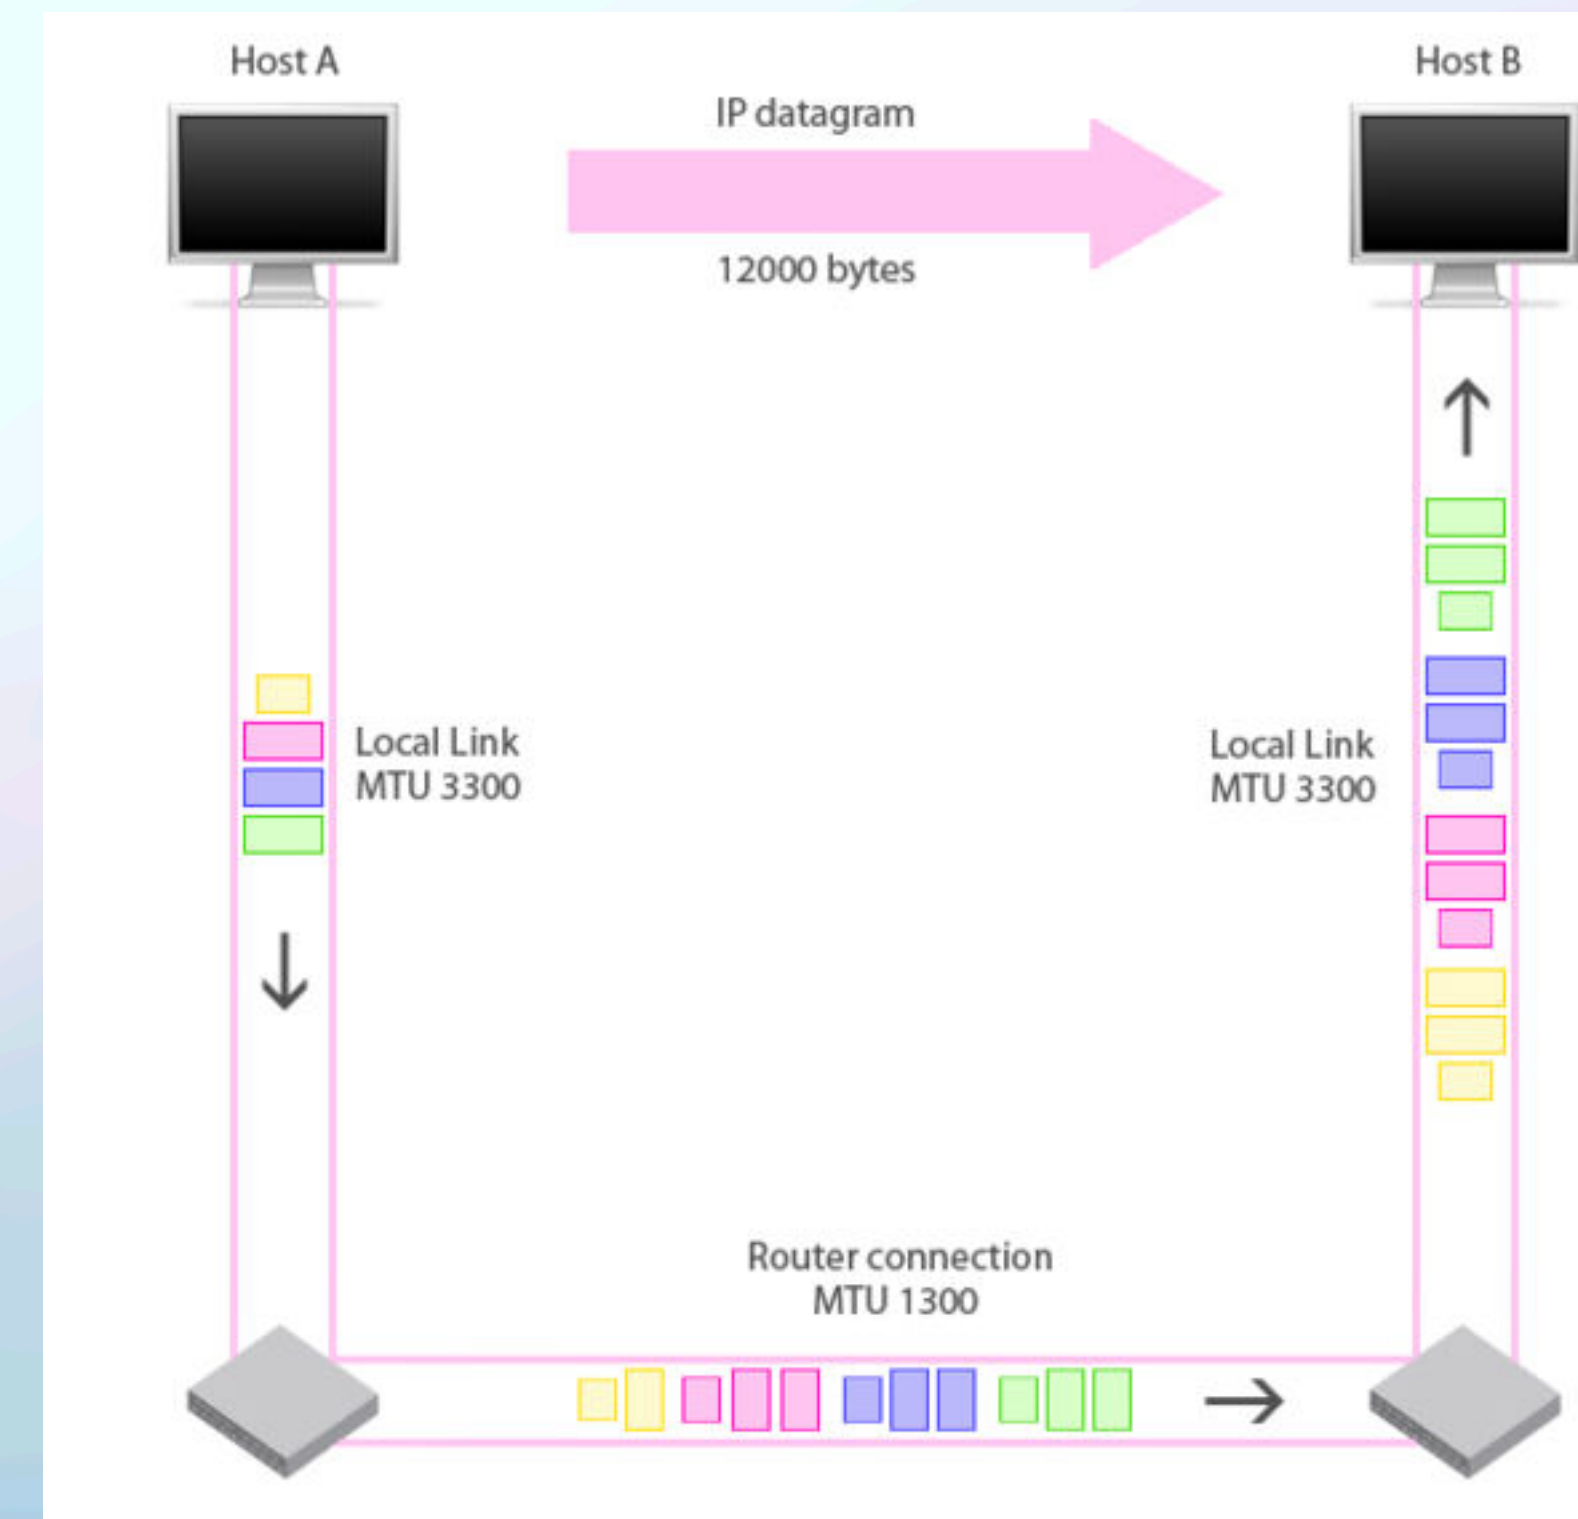 Host A
IP datagram
12000 bytes
Host B
Local Link
MTU 3300
Local Link
MTU 3300
Router connection
MTU 1300